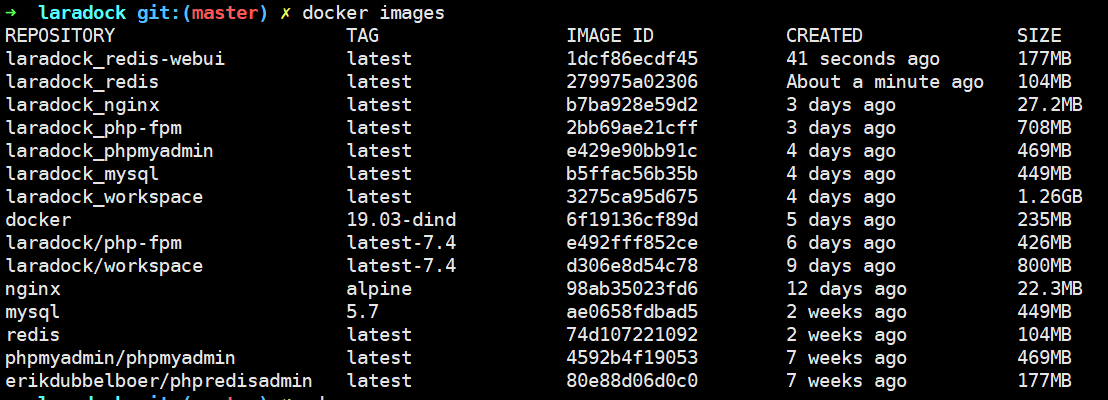 ➜ laradock git:(master) ✗ docker images
REPOSITORY TAG IMAGE ID CREATED SIZE
laradock_redis-webui latest 1dcf86ecdf45 41 seconds ago 177MB
laradock_redis latest 279975a02306 About a minute ago 104MB
laradock_nginx latest b7ba928e59d2 3 days ago 27.2MB
laradock_php-fpm latest 2bb69ae21cff 3 days ago 708MB
laradock_phpmyadmin latest e429e90bb91c 4 days ago 469MB
laradock_mysql latest b5ffac56b35b 4 days ago 449MB
laradock_workspace latest 3275ca95d675 4 days ago 1.26GB
docker 19.03-dind 6f19136cf89d 5 days ago 235MB
laradock/php-fpm latest-7.4 e492fff852ce 6 days ago 426MB
laradock/workspace latest-7.4 d306e8d54c78 9 days ago 800MB
nginx alpine 98ab35023fd6 12 days ago 22.3MB
mysql 5.7 ae0658fdbad5 2 weeks ago 449MB
redis latest 74d107221092 2 weeks ago 104MB
phpmyadmin/phpmyadmin latest 4592b4f19053 7 weeks ago 469MB
erikdubbelboer/phpredisadmin latest 80e88d06d0c0 7 weeks ago 177MB